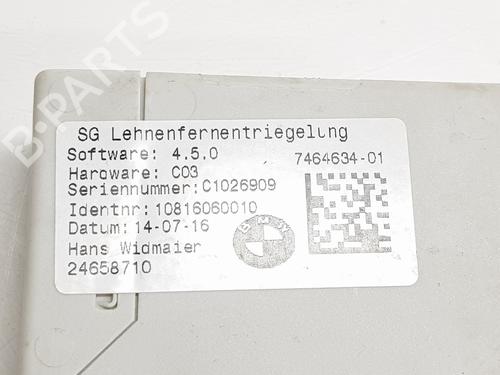 SG Lehnenfernentriegelung
Software: 4.5.0
7464634-01
Hardware: C03
Seriennummer:C1026909
Identnr:10816060010
Datum:14-07-16
Hans Widmaier
24658710
BMW
B-PARTS